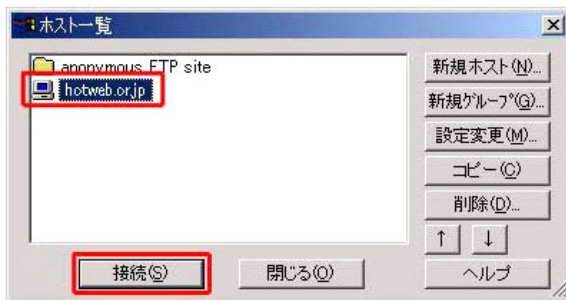 ホスト一覧
anonymous FTP site
hotweb.or.jp
新規ホスト(N)...
新規グループ(G)...
設定変更(M)...
コピー(C)
削除(D)...
↑ ↓
接続(S)
閉じる(O)
ヘルプ